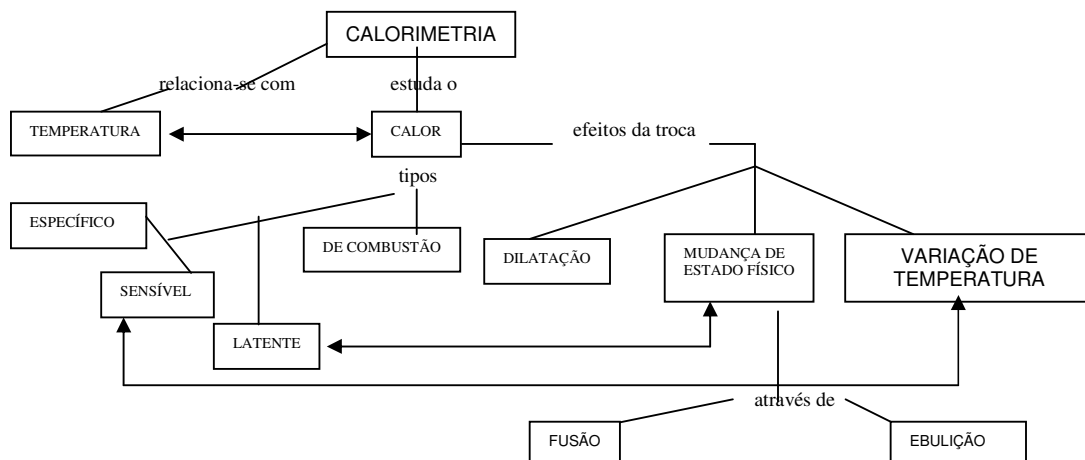 CALORIMETRIA
relaciona-se com
estuda o
TEMPERATURA
CALOR
efeitos da troca
tipos
ESPECÍFICO
DE COMBUSTÃO
DILATAÇÃO
MUDANÇA DE
ESTADO FÍSICO
VARIAÇÃO DE
TEMPERATURA
SENSÍVEL
LATENTE
através de
FUSÃO
EBULIÇÃO